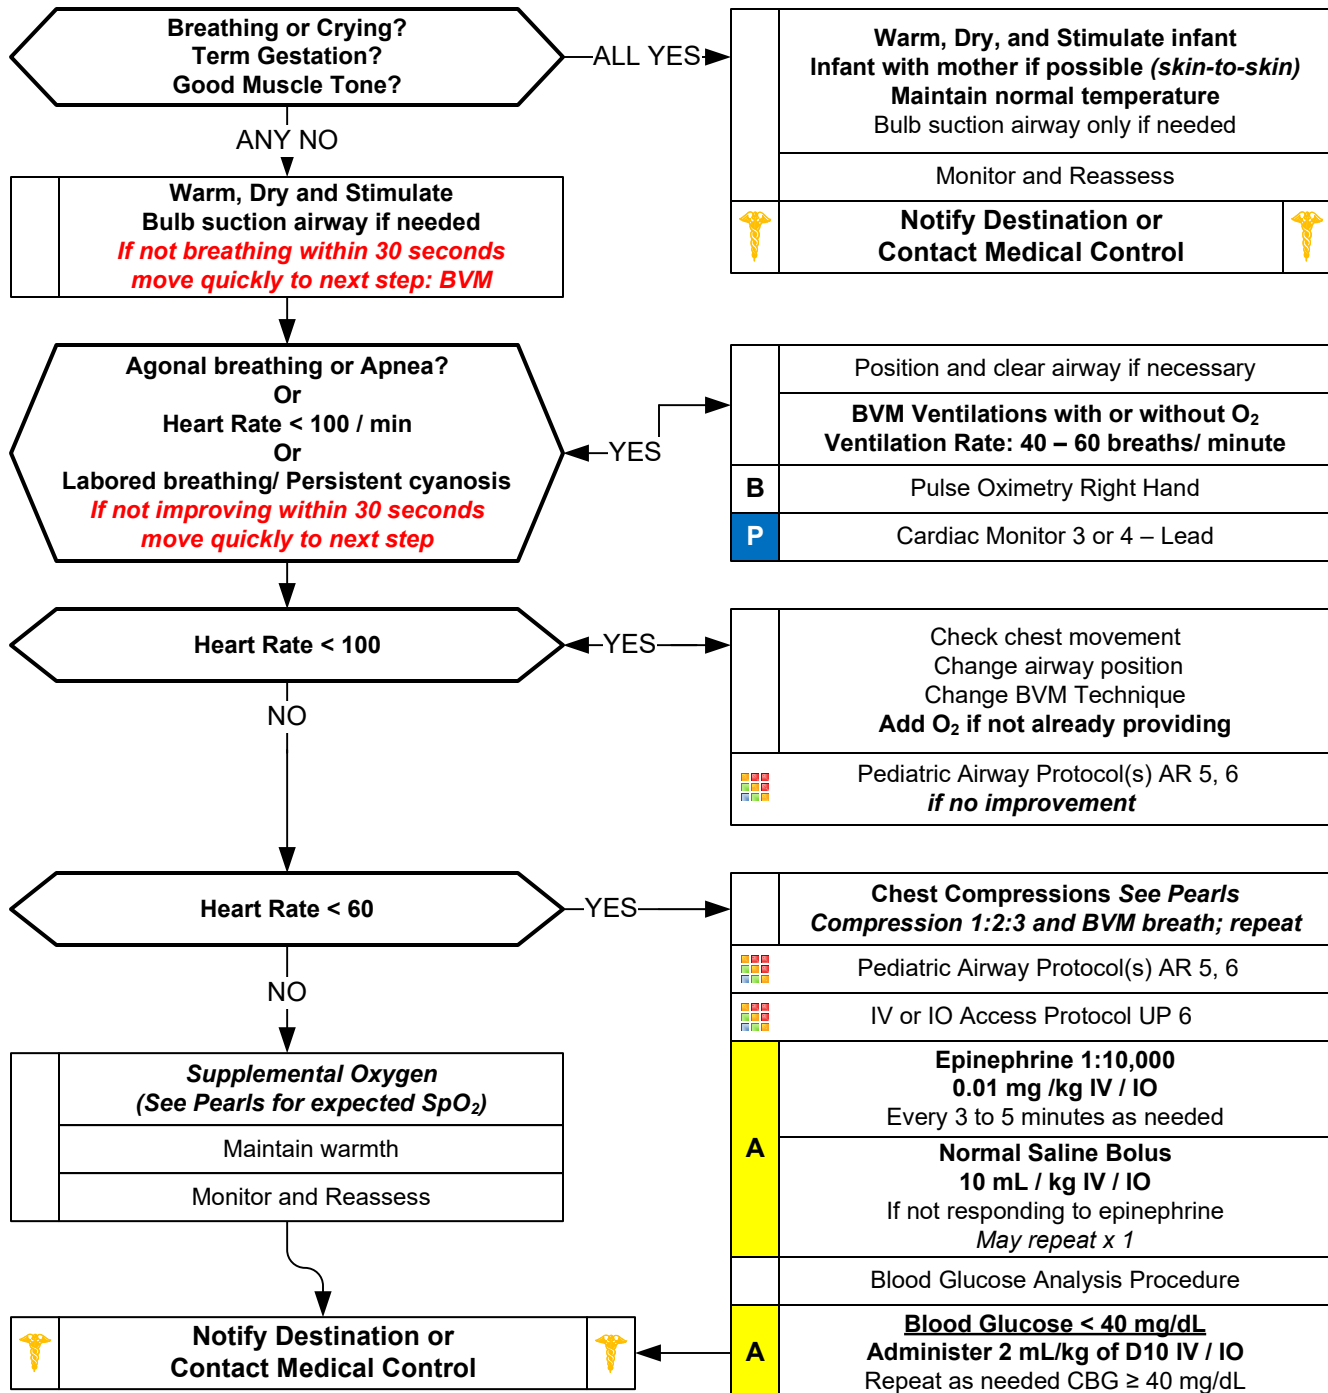 Breathing or Crying?
Term Gestation?
Good Muscle Tone?
ALL YES
Warm, Dry, and Stimulate infant
Infant with mother if possible (skin-to-skin)
Maintain normal temperature
Bulb suction airway only if needed
Monitor and Reassess
Notify Destination or
Contact Medical Control
ANY NO
Warm, Dry and Stimulate
Bulb suction airway if needed
If not breathing within 30 seconds
move quickly to next step: BVM
Agonal breathing or Apnea?
Or
Heart Rate < 100 / min
Or
Labored breathing/ Persistent cyanosis
If not improving within 30 seconds
move quickly to next step
YES
Position and clear airway if necessary
BVM Ventilations with or without O₂
Ventilation Rate: 40 – 60 breaths/ minute
B
Pulse Oximetry Right Hand
P
Cardiac Monitor 3 or 4 – Lead
Heart Rate < 100
YES
Check chest movement
Change airway position
Change BVM Technique
Add O₂ if not already providing
Pediatric Airway Protocol(s) AR 5, 6
if no improvement
NO
Heart Rate < 60
YES
Chest Compressions See Pearls
Compression 1:2:3 and BVM breath; repeat
Pediatric Airway Protocol(s) AR 5, 6
IV or IO Access Protocol UP 6
A
Epinephrine 1:10,000
0.01 mg /kg IV / IO
Every 3 to 5 minutes as needed
Normal Saline Bolus
10 mL / kg IV / IO
If not responding to epinephrine
May repeat x 1
Blood Glucose Analysis Procedure
A
Blood Glucose < 40 mg/dL
Administer 2 mL/kg of D10 IV / IO
Repeat as needed CBG ≥ 40 mg/dL
NO
Supplemental Oxygen
(See Pearls for expected SpO₂)
Maintain warmth
Monitor and Reassess
Notify Destination or
Contact Medical Control